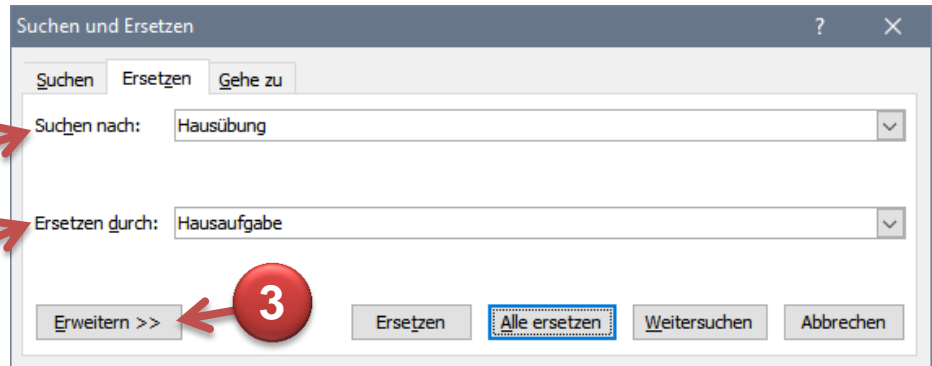 Suchen und Ersetzen ? ×
Suchen Ersetzen Gehe zu
Suchen nach: Hausübung
Ersetzen durch: Hausaufgabe
Erweitern >> 3 Ersetzen Alle ersetzen Weitersuchen Abbrechen